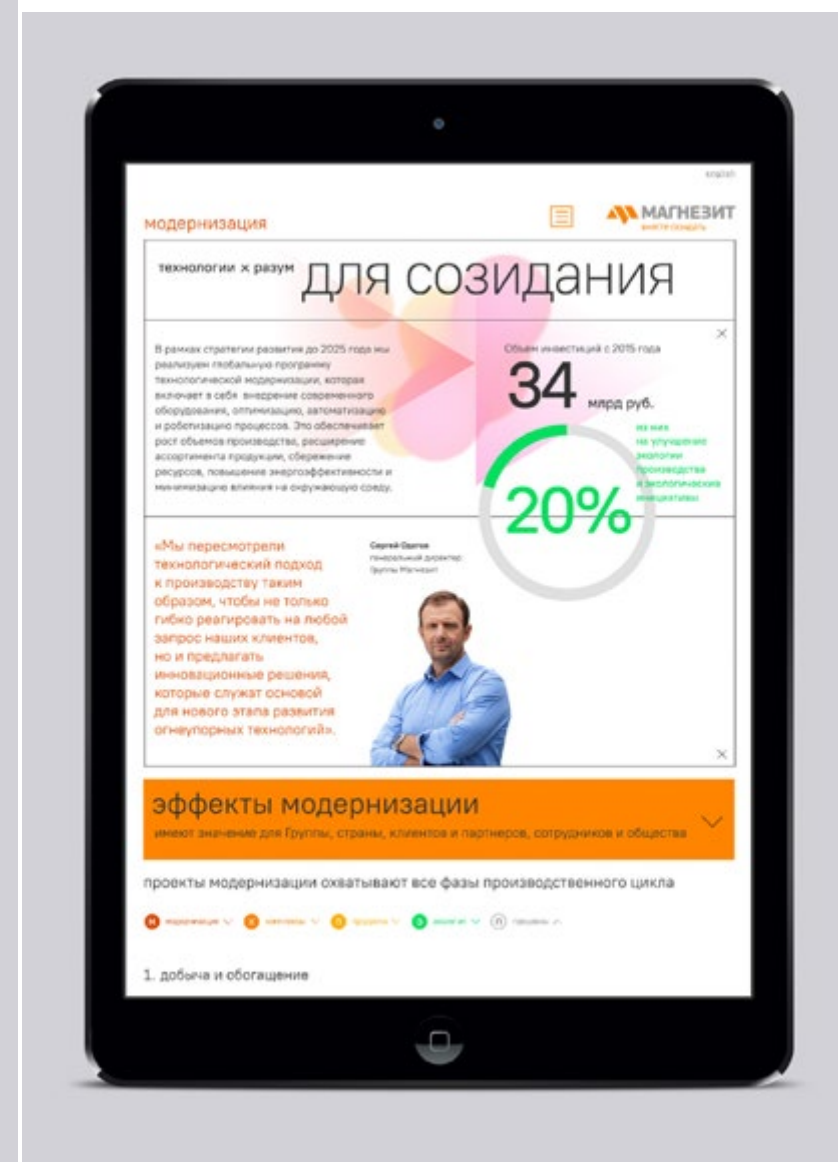 english
модернизация
МАГНЕЗИТ
вместе создать
технологии × разум
для созидания
В рамках стратегии развития до 2025 года мы
реализуем глобальную программу
технологической модернизации, которая
включает в себя внедрение современного
оборудования, оптимизацию, автоматизацию
и роботизацию процессов. Это обеспечивает
рост объемов производства, расширение
ассортимента продукции, сбережение
ресурсов, повышение энергоэффективности и
минимизацию влияния на окружающую среду.
Объем инвестиций с 2015 года
34 млрд руб.
из них
на улучшение
экологии
производства
и экологические
инициативы
20%
«Мы пересмотрели
технологический подход
к производству таким
образом, чтобы не только
гибко реагировать на любой
запрос наших клиентов,
но и предлагать
инновационные решения,
которые служат основой
для нового этапа развития
огнеупорных технологий».
Сергей Одегов
генеральный директор
Группы Магнезит
эффекты модернизации
имеют значение для Группы, страны, клиентов и партнеров, сотрудников и общества
проекты модернизации охватывают все фазы производственного цикла
1. добыча и обогащение